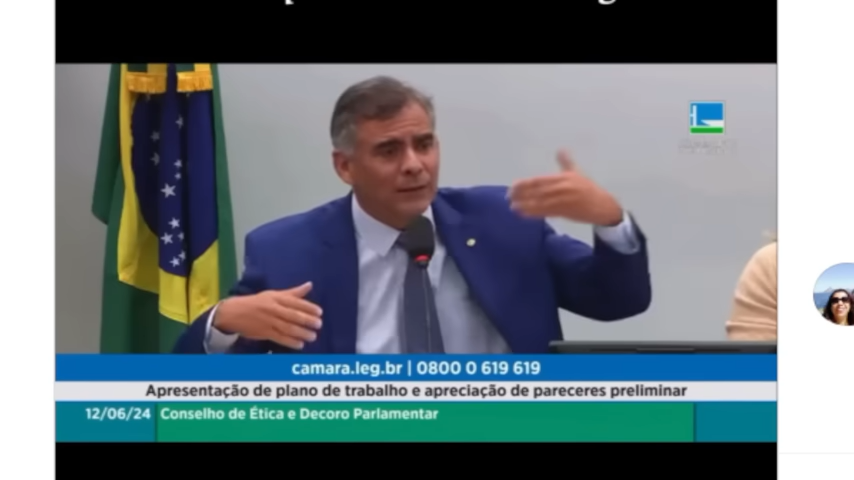 camara.leg.br | 0800 0 619 619
Apresentação de plano de trabalho e apreciação de pareceres preliminar
12/06/24 Conselho de Ética e Decoro Parlamentar